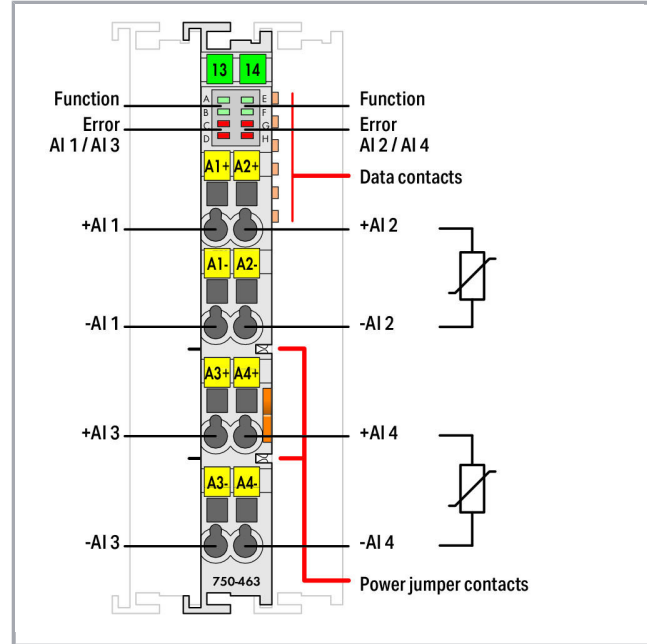 13 14
Function A E Function
B F
Error C G Error
AI 1 / AI 3 D H AI 2 / AI 4
A1+ A2+
Data contacts
+AI 1 +AI 2
A1- A2-
-AI 1 -AI 2
A3+ A4+
+AI 3 +AI 4
A3- A4-
-AI 3 -AI 4
750-463
Power jumper contacts